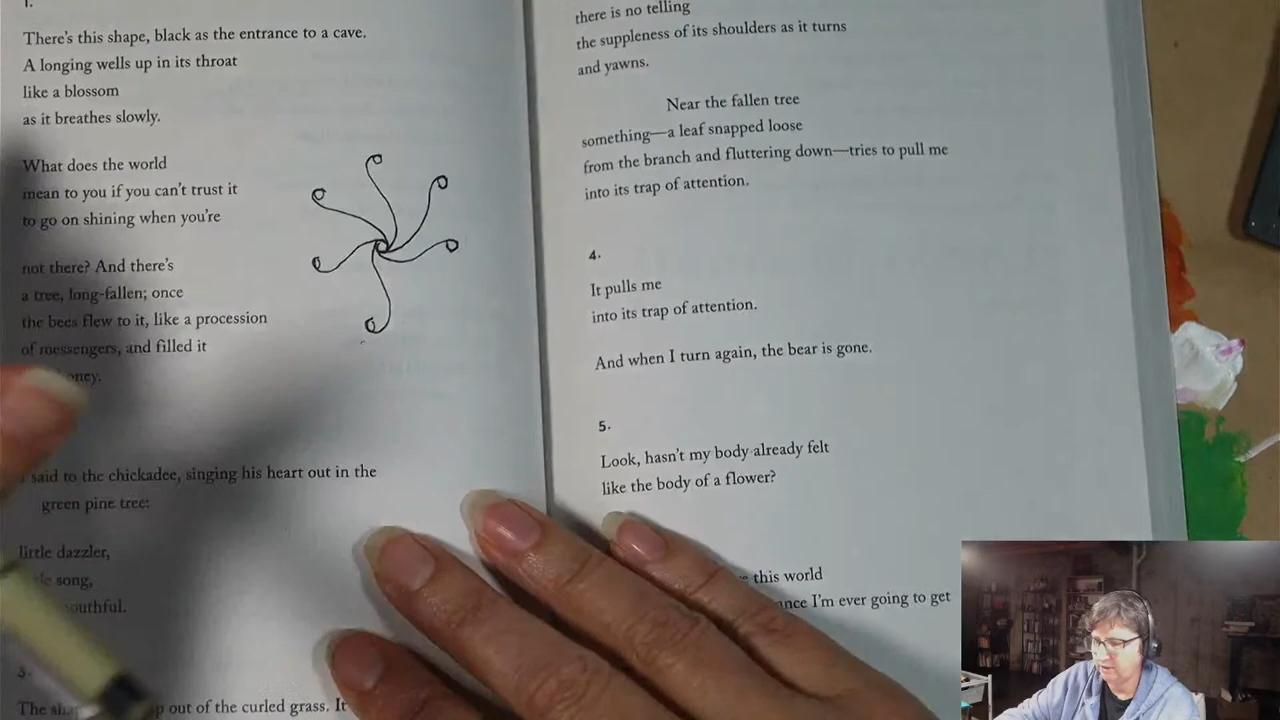 1.
There's this shape, black as the entrance to a cave.
A longing wells up in its throat
like a blossom
as it breathes slowly.
What does the world
mean to you if you can't trust it
to go on shining when you're
not there? And there's
a tree, long-fallen; once
the bees flew to it, like a procession
of messengers, and filled it
said to the chickadee, singing his heart out in the
green pine tree:
little dazzler,
song,
3.
out of the curled grass. It
there is no telling
the suppleness of its shoulders as it turns
and yawns.
Near the fallen tree
something—a leaf snapped loose
from the branch and fluttering down—tries to pull me
into its trap of attention.
4.
It pulls me
into its trap of attention.
And when I turn again, the bear is gone.
5.
Look, hasn't my body already felt
like the body of a flower?
this world
I'm ever going to get